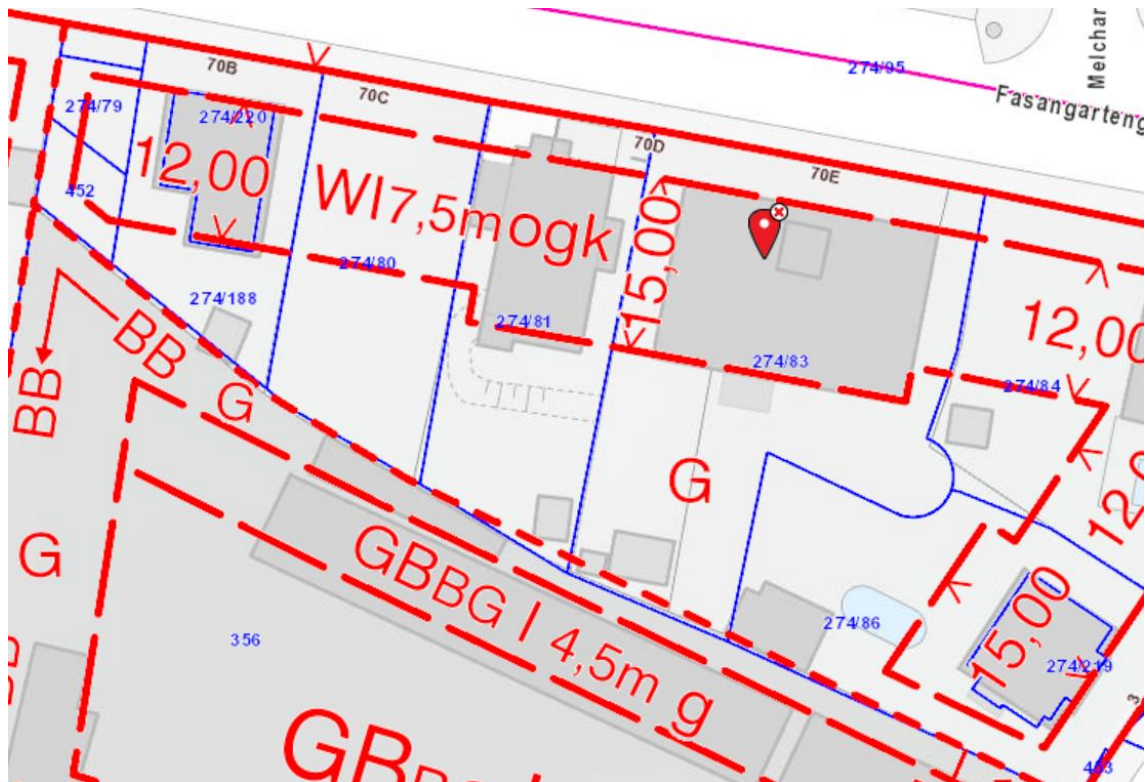 70B
70C
274/95
Melchar
Fasangarteng
274/79
274/220
12,00
70D
70E
452
WI7,5mogk
15,00
274/80
274/188
274/81
274/83
12,00
274/84
BB
BB
G
G
G
GBBG I 4,5m g
356
274/86
15,00
274/219
3
GB